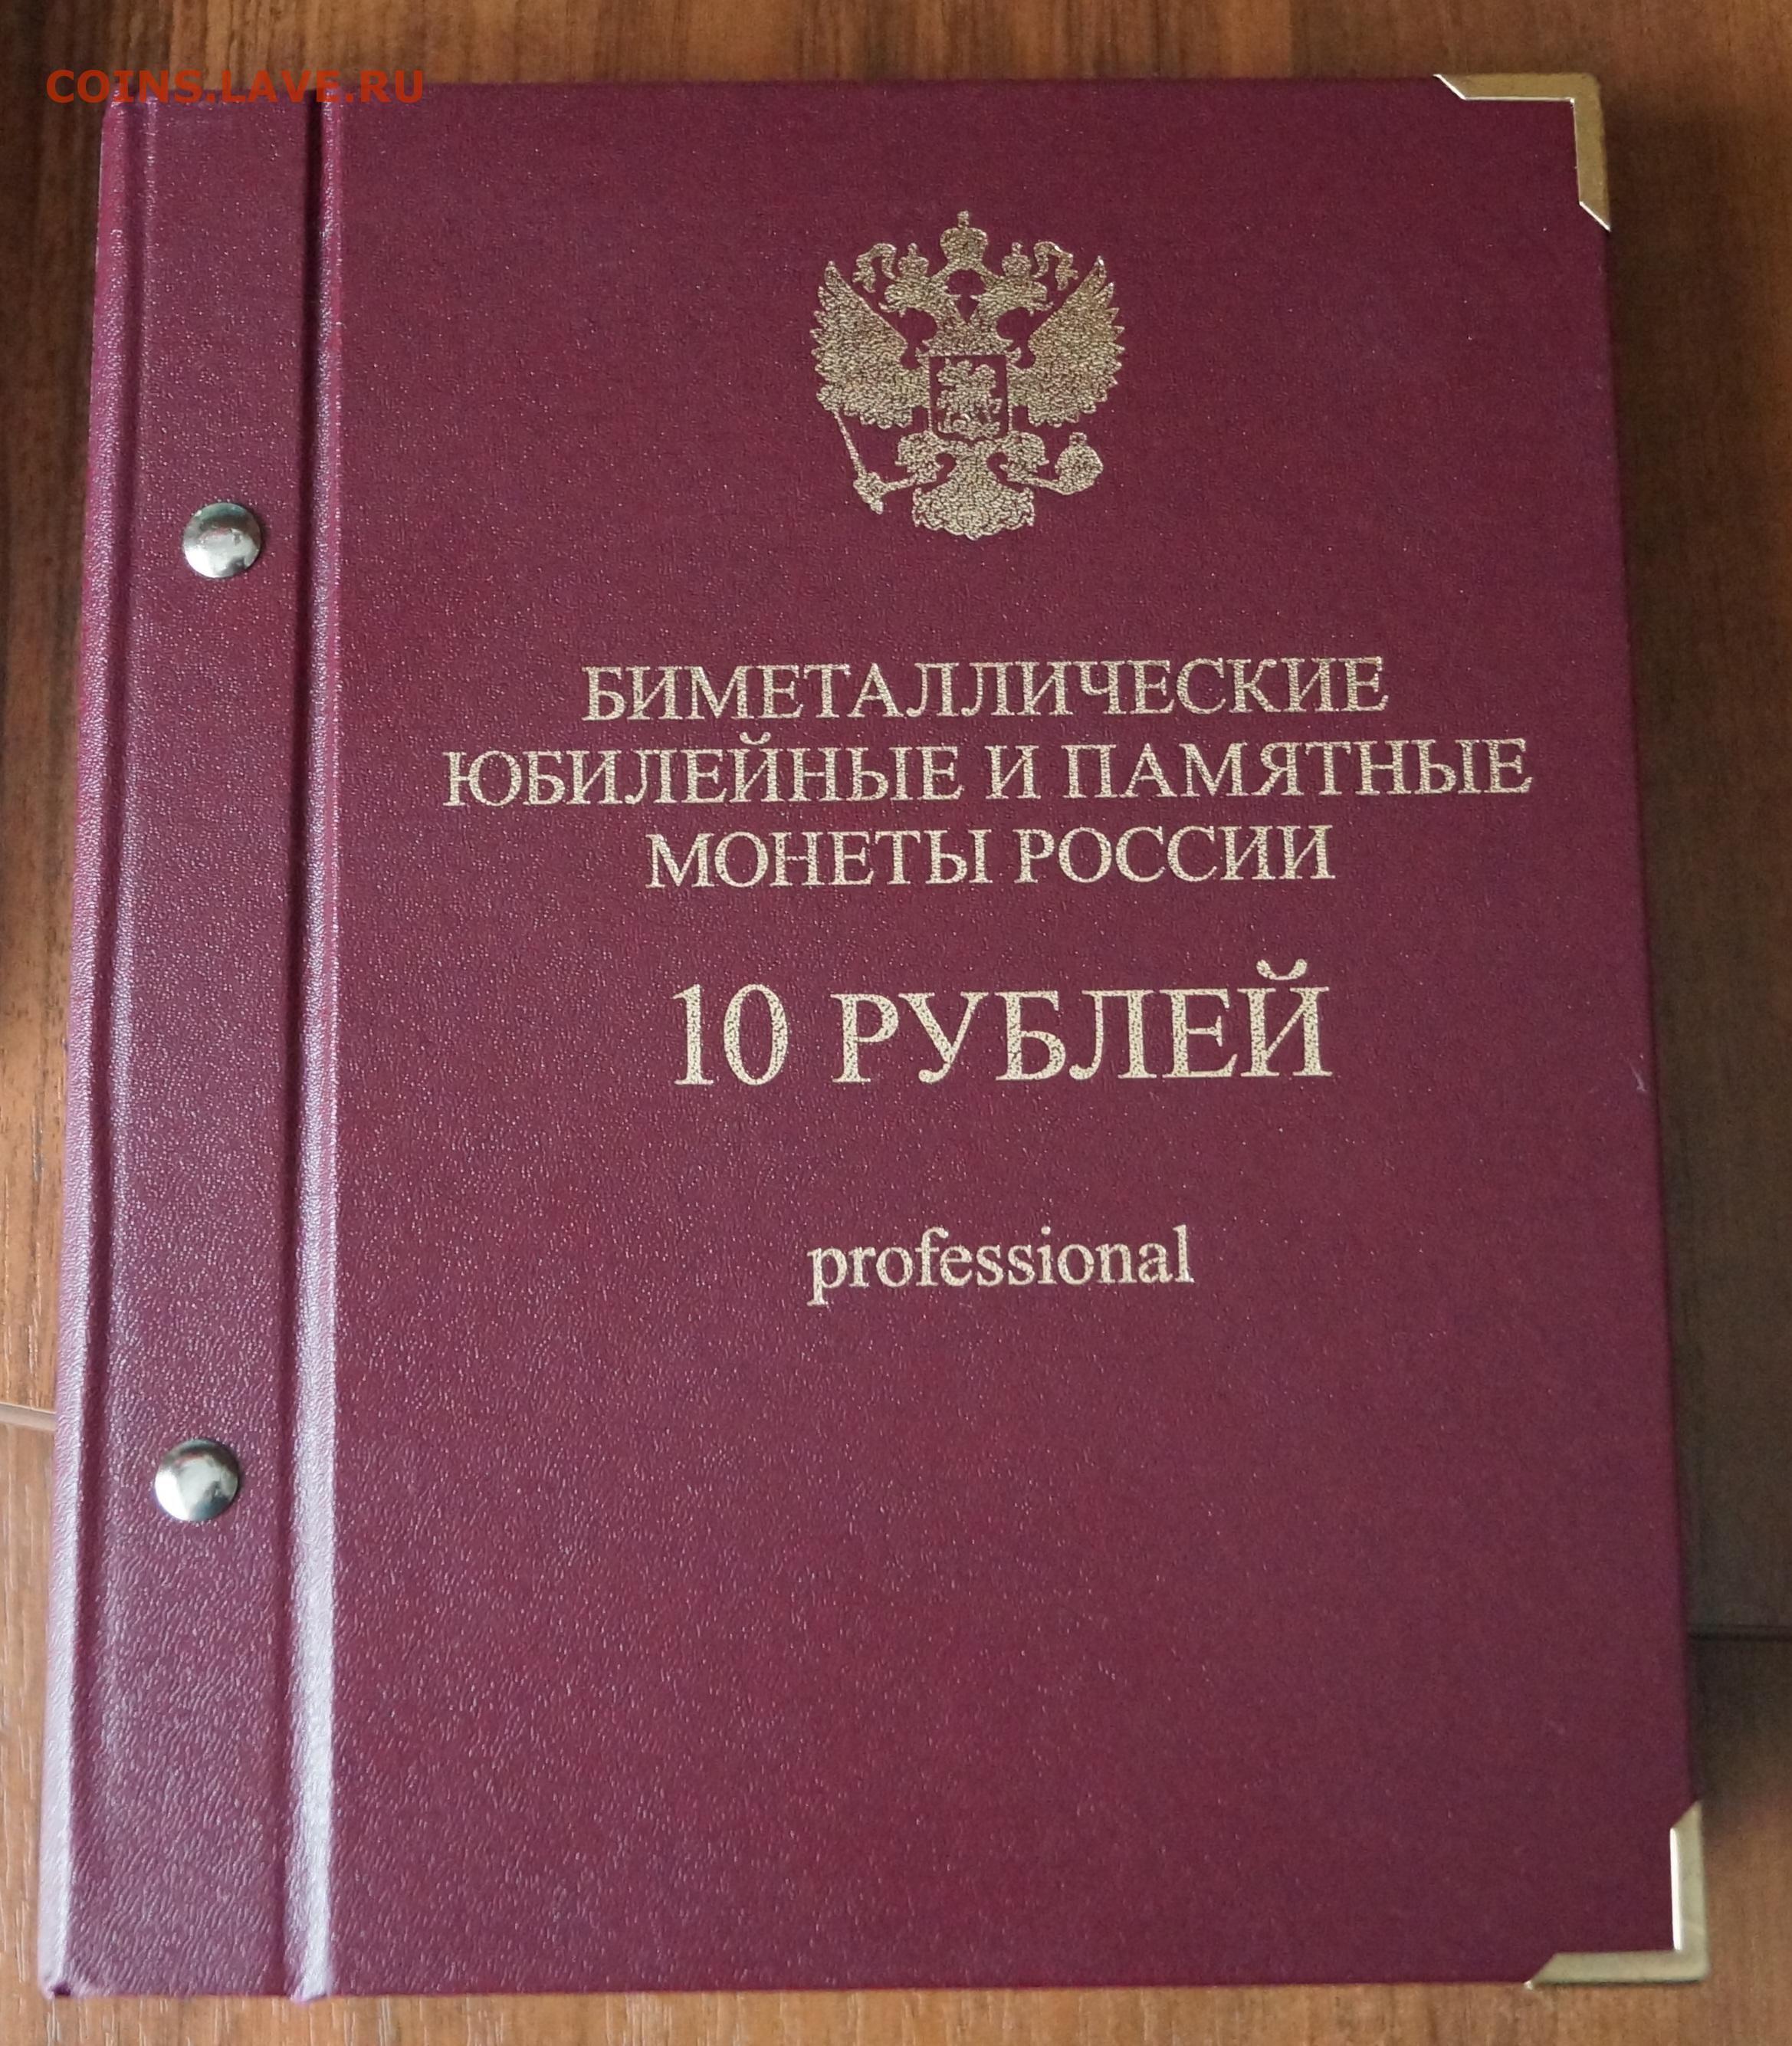 COINS.LAVE.RU
БИМЕТАЛЛИЧЕСКИЕ
ЮБИЛЕЙНЫЕ И ПАМЯТНЫЕ
МОНЕТЫ РОССИИ
10 РУБЛЕЙ
professional